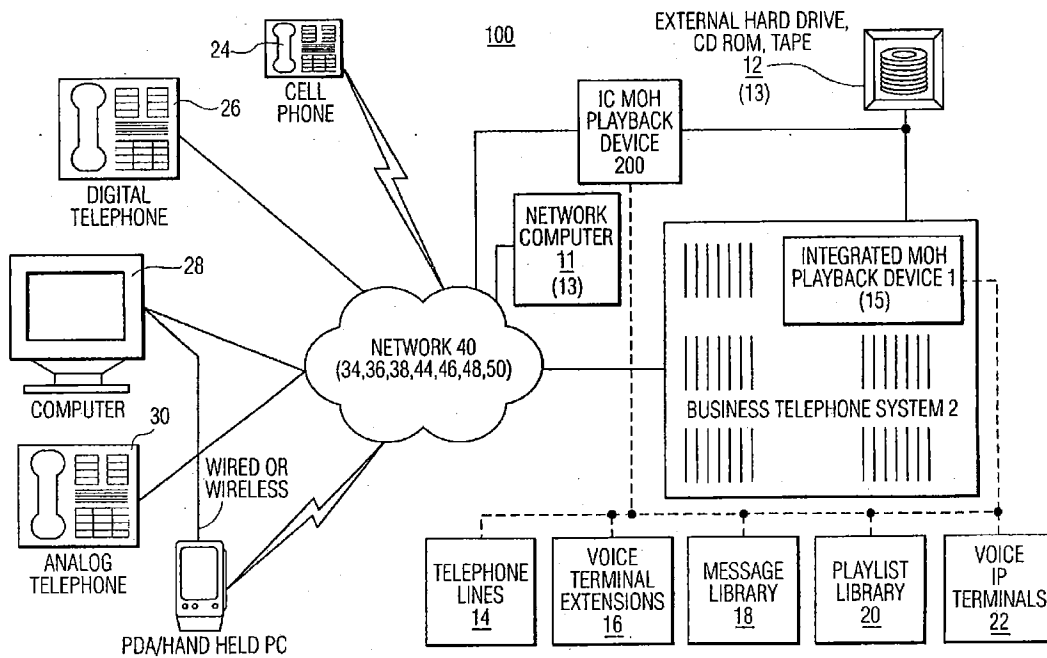 100
24
CELL
PHONE
26
DIGITAL
TELEPHONE
EXTERNAL HARD DRIVE,
CD ROM, TAPE
12
(13)
IC MOH
PLAYBACK
DEVICE
200
NETWORK
COMPUTER
11
(13)
INTEGRATED MOH
PLAYBACK DEVICE 1
(15)
BUSINESS TELEPHONE SYSTEM 2
28
COMPUTER
NETWORK 40
(34,36,38,44,46,48,50)
30
ANALOG
TELEPHONE
WIRED OR
WIRELESS
PDA/HAND HELD PC
TELEPHONE
LINES
14
VOICE
TERMINAL
EXTENSIONS
16
MESSAGE
LIBRARY
18
PLAYLIST
LIBRARY
20
VOICE
IP
TERMINALS
22